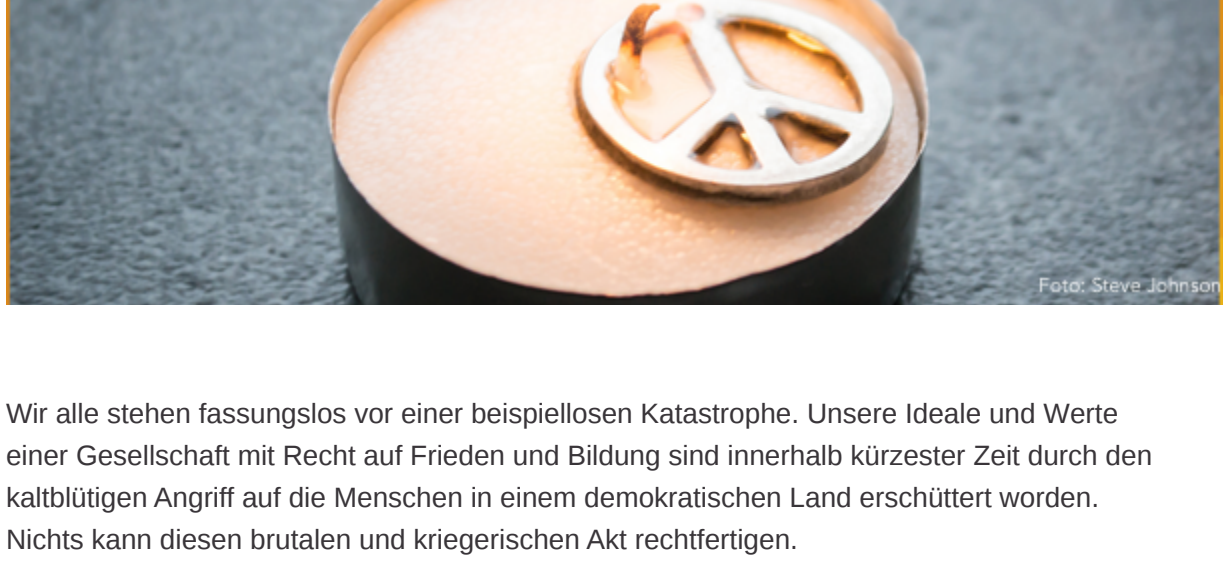 Foto: Steve Johnson
Wir alle stehen fassungslos vor einer beispiellosen Katastrophe. Unsere Ideale und Werte
einer Gesellschaft mit Recht auf Frieden und Bildung sind innerhalb kürzester Zeit durch den
kaltblütigen Angriff auf die Menschen in einem demokratischen Land erschüttert worden.
Nichts kann diesen brutalen und kriegerischen Akt rechtfertigen.